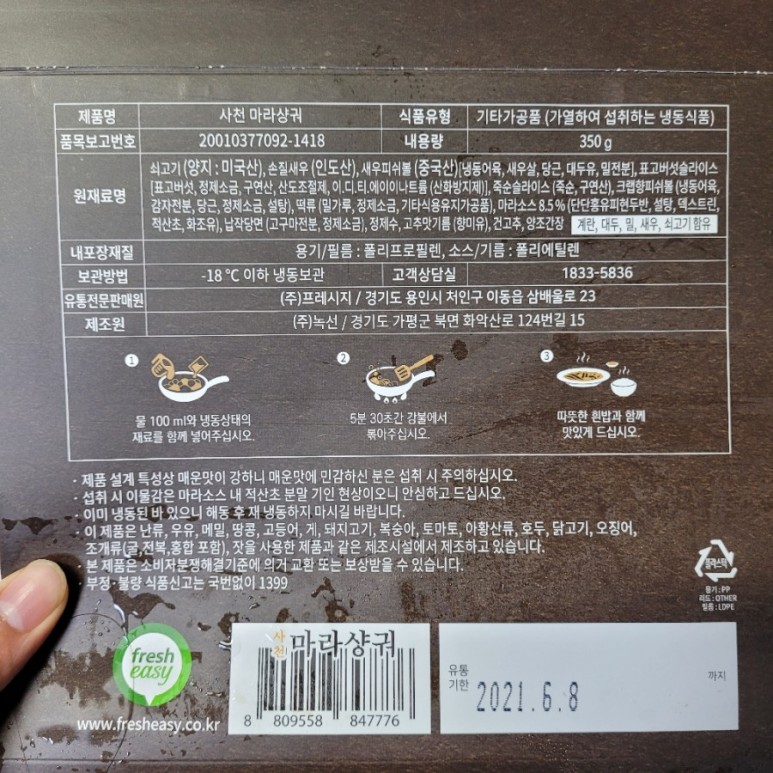 제품명 사천 마라샹궈 식품유형 기타가공품 (가열하여 섭취하는 냉동식품)
품목보고번호 20010377092-1418 내용량 350 g
원재료명
쇠고기 (양지 : 미국산), 손질새우 (인도산), 새우피쉬볼 (중국산)[냉동어육, 새우살, 당근, 대두유, 밀전분], 표고버섯슬라이스
[표고버섯, 정제소금, 구연산, 산도조절제, 이.디.티.에이이나트륨 (산화방지제)], 죽순슬라이스 (죽순, 구연산), 크랩향피쉬볼 (냉동어육,
감자전분, 당근, 정제소금, 설탕), 떡류 (밀가루, 정제소금, 기타식용유지가공품), 마라소스 8.5 % (단단홍유피현두반, 설탕, 덱스트린,
적산초, 화조유), 납작당면 (고구마전분, 정제소금), 정제수, 고추맛기름 (향미유), 건고추, 양조간장 계란, 대두, 밀, 새우, 쇠고기 함유
내포장재질 용기/필름 : 폴리프로필렌, 소스/기름 : 폴리에틸렌
보관방법 -18 ℃ 이하 냉동보관 고객상담실 1833-5836
유통전문판매원 (주)프레시지 / 경기도 용인시 처인구 이동읍 삼배울로 23
제조원 (주)녹선 / 경기도 가평군 북면 화악산로 124번길 15
1
물 100 ml와 냉동상태의
재료를 함께 넣어주십시오.
2
5분 30초간 강불에서
볶아주십시오.
3
따뜻한 흰밥과 함께
맛있게 드십시오.
· 제품 설계 특성상 매운맛이 강하니 매운맛에 민감하신 분은 섭취 시 주의하십시오.
· 섭취 시 이물감은 마라소스 내 적산초 분말 기인 현상이오니 안심하고 드십시오.
· 이미 냉동된 바 있으니 해동 후 재 냉동하지 마시길 바랍니다.
· 이 제품은 난류, 우유, 메밀, 땅콩, 고등어, 게, 돼지고기, 복숭아, 토마토, 아황산류, 호두, 닭고기, 오징어,
조개류(굴,전복,홍합 포함), 잣을 사용한 제품과 같은 제조시설에서 제조하고 있습니다.
· 본 제품은 소비자분쟁해결기준에 의거 교환 또는 보상받을 수 있습니다.
· 부정·불량 식품신고는 국번없이 1399
플라스틱
용기 : PP
리드 : OTHER
필름 : LDPE
fresh
easy
www.fresheasy.co.kr
사천 마라샹궈
8 809558 847776
유통
기한
2021.6.8
까지